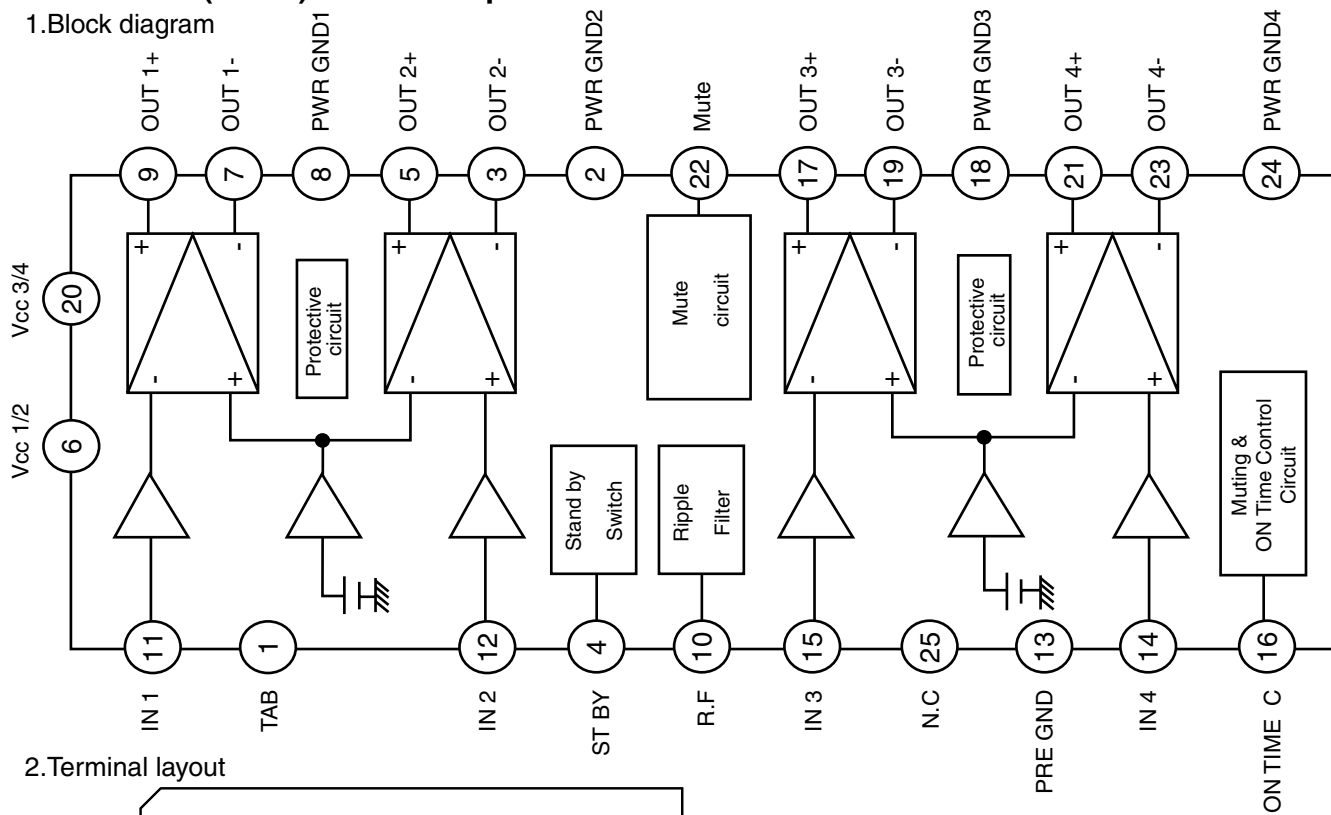 1.Block diagram
OUT 1+
OUT 1-
PWR GND1
OUT 2+
OUT 2-
PWR GND2
Mute
OUT 3+
OUT 3-
PWR GND3
OUT 4+
OUT 4-
PWR GND4
9
7
8
5
3
2
22
17
19
18
21
23
24
Vcc 3/4
20
Vcc 1/2
6
+
-
-
+
Protective
circuit
+
-
-
+
Mute
circuit
+
-
-
+
Protective
circuit
+
-
-
+
Stand by
Switch
Ripple
Filter
Muting &
ON Time Control
Circuit
11
1
12
4
10
15
25
13
14
16
IN 1
TAB
IN 2
ST BY
R.F
IN 3
N.C
PRE GND
IN 4
ON TIME C
2.Terminal layout